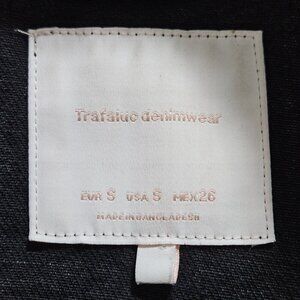 Trafaluc denimwear
EUR S USA S MEX 26
MADE IN BANGLADESH